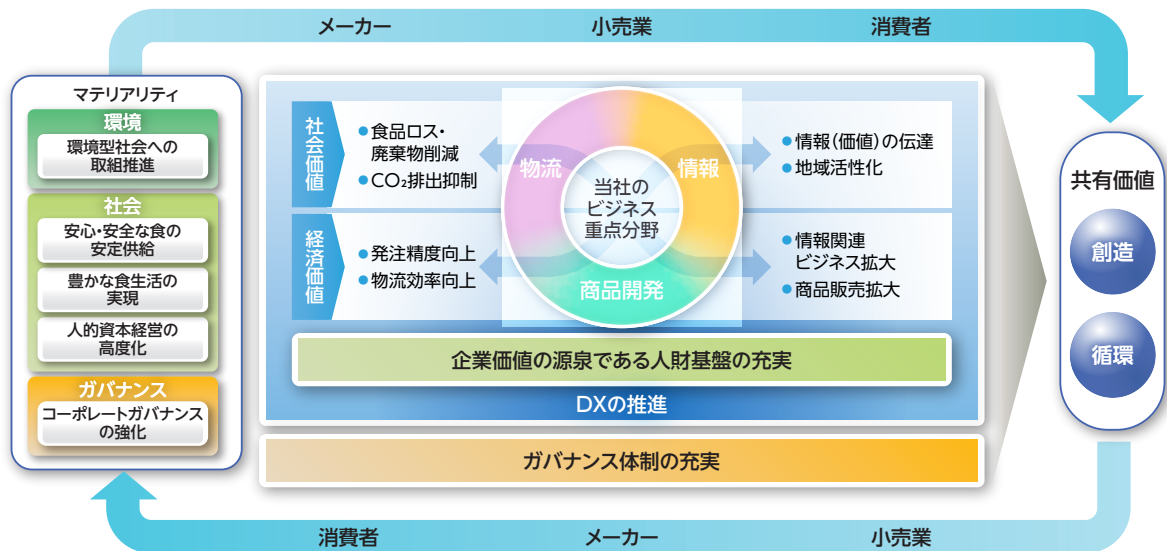 メーカー 小売業 消費者
マテリアリティ
環境
環境型社会への
取組推進
社会
安心・安全な食の
安定供給
豊かな食生活の
実現
人的資本経営の
高度化
ガバナンス
コーポレートガバナンス
の強化
社会価値
● 食品ロス・
廃棄物削減
● CO₂排出抑制
物流
情報
当社の
ビジネス
重点分野
商品開発
● 情報(価値)の伝達
● 地域活性化
経済価値
● 発注精度向上
● 物流効率向上
● 情報関連
ビジネス拡大
● 商品販売拡大
企業価値の源泉である人財基盤の充実
DXの推進
ガバナンス体制の充実
共有価値
創造
循環
消費者 メーカー 小売業